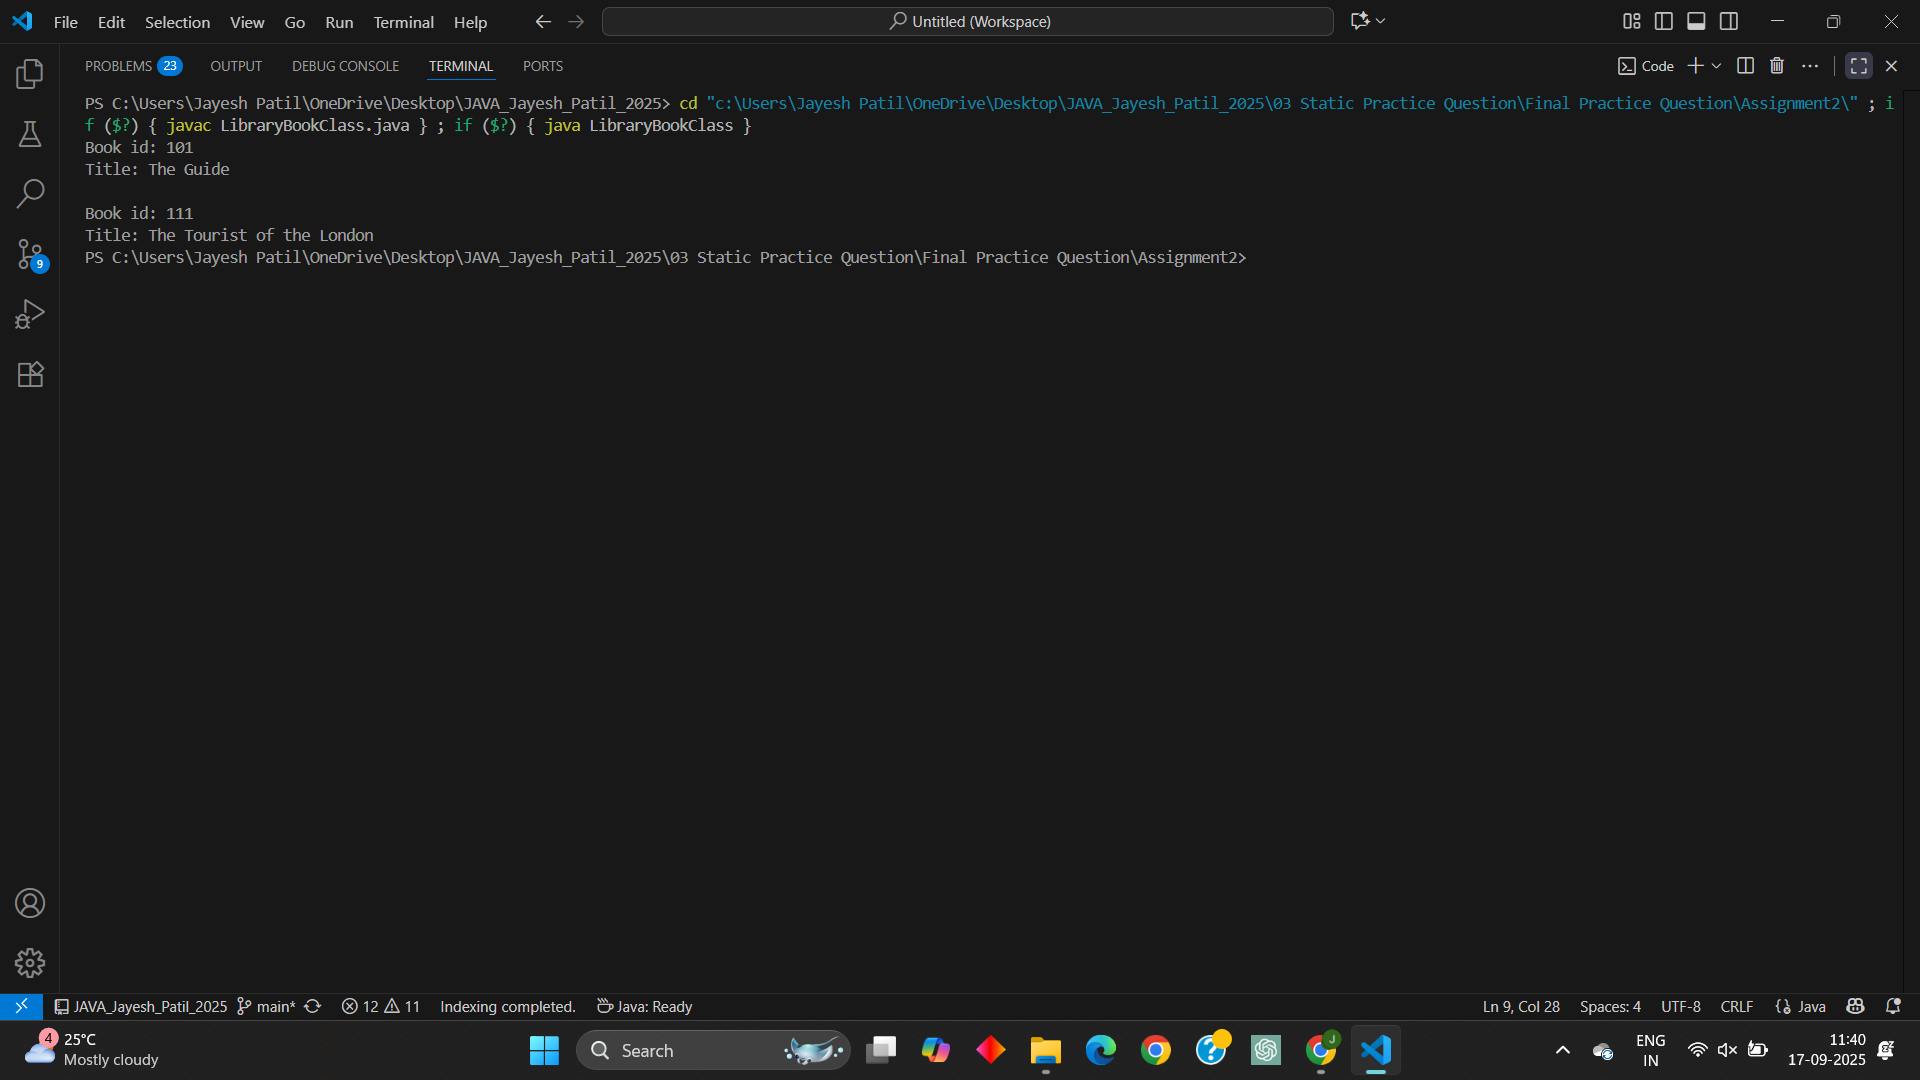 File Edit Selection View Go Run Terminal Help
Untitled (Workspace)
PROBLEMS 23 OUTPUT DEBUG CONSOLE TERMINAL PORTS
Code
PS C:\Users\Jayesh Patil\OneDrive\Desktop\JAVA_Jayesh_Patil_2025> cd "c:\Users\Jayesh Patil\OneDrive\Desktop\JAVA_Jayesh_Patil_2025\03 Static Practice Question\Final Practice Question\Assignment2\" ; i
f ($?) { javac LibraryBookClass.java } ; if ($?) { java LibraryBookClass }
Book id: 101
Title: The Guide
Book id: 111
Title: The Tourist of the London
PS C:\Users\Jayesh Patil\OneDrive\Desktop\JAVA_Jayesh_Patil_2025\03 Static Practice Question\Final Practice Question\Assignment2>
9
JAVA_Jayesh_Patil_2025 main* 12 11 Indexing completed. Java: Ready
Ln 9, Col 28 Spaces: 4 UTF-8 CRLF Java
4
25°C
Mostly cloudy
Search
J
ENG
IN
11:40
17-09-2025